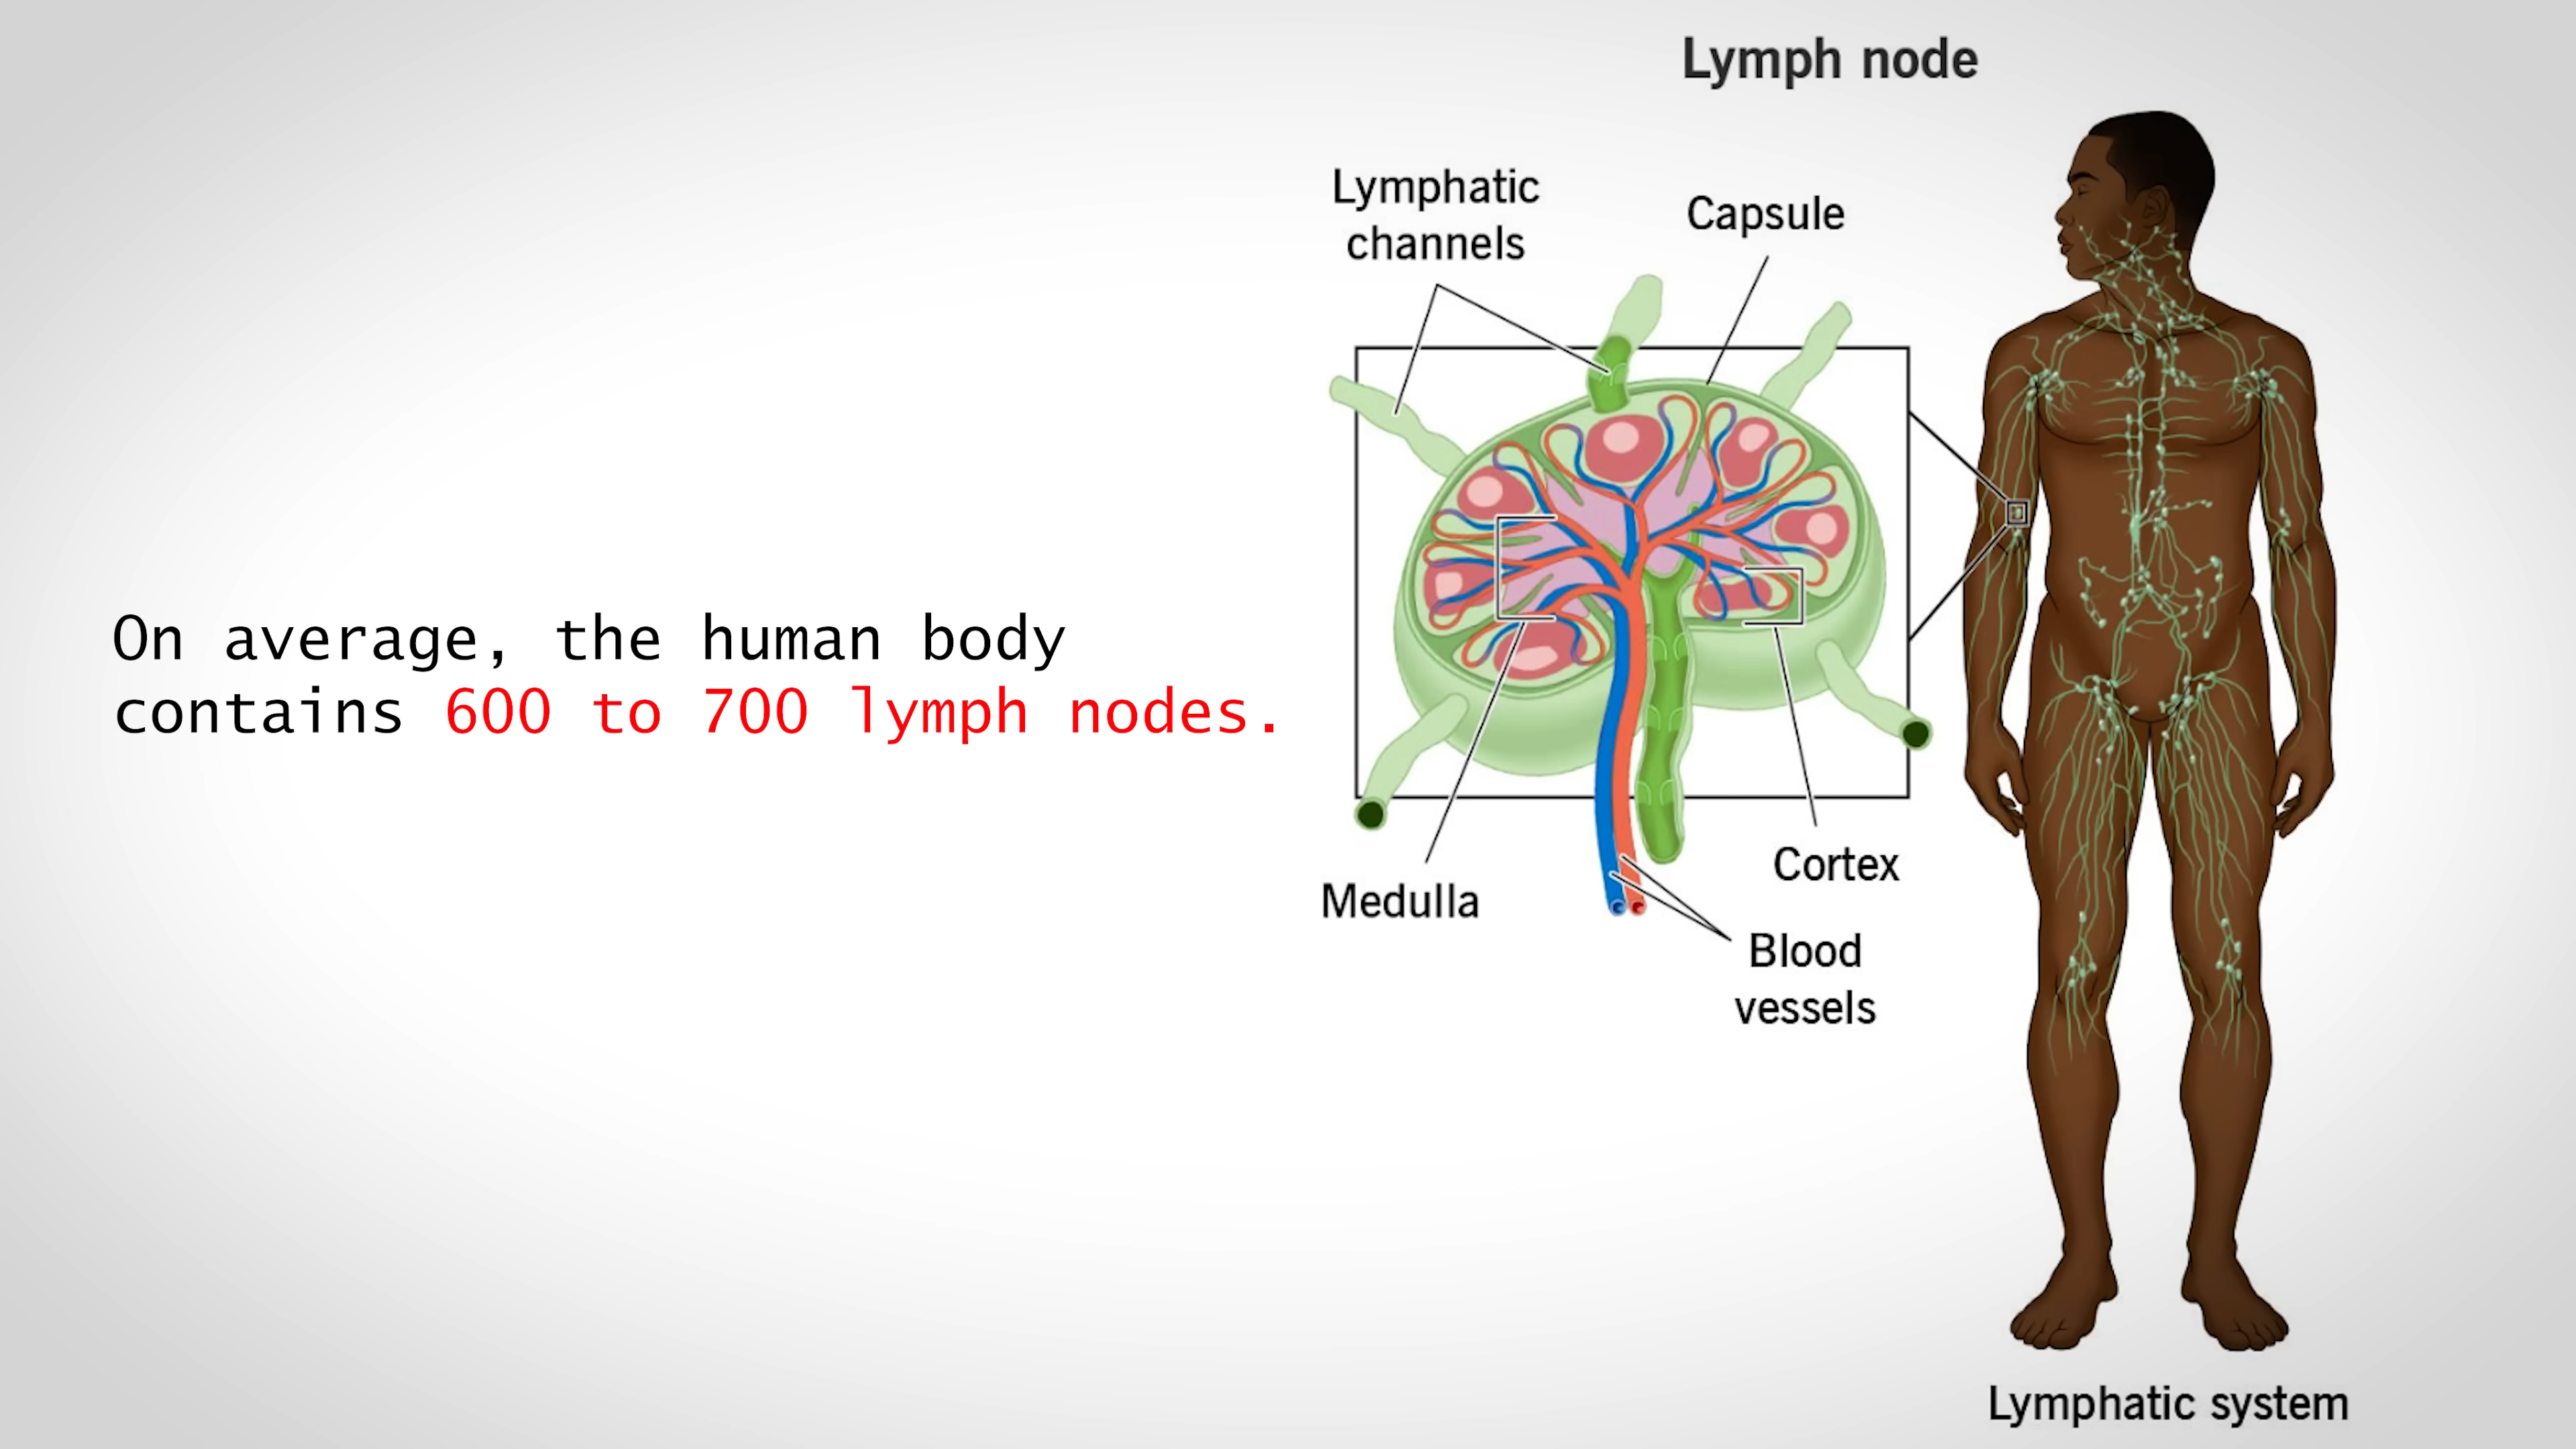 Lymph node
Lymphatic
channels
Capsule
On average, the human body
contains 600 to 700 lymph nodes.
Medulla
Cortex
Blood
vessels
Lymphatic system